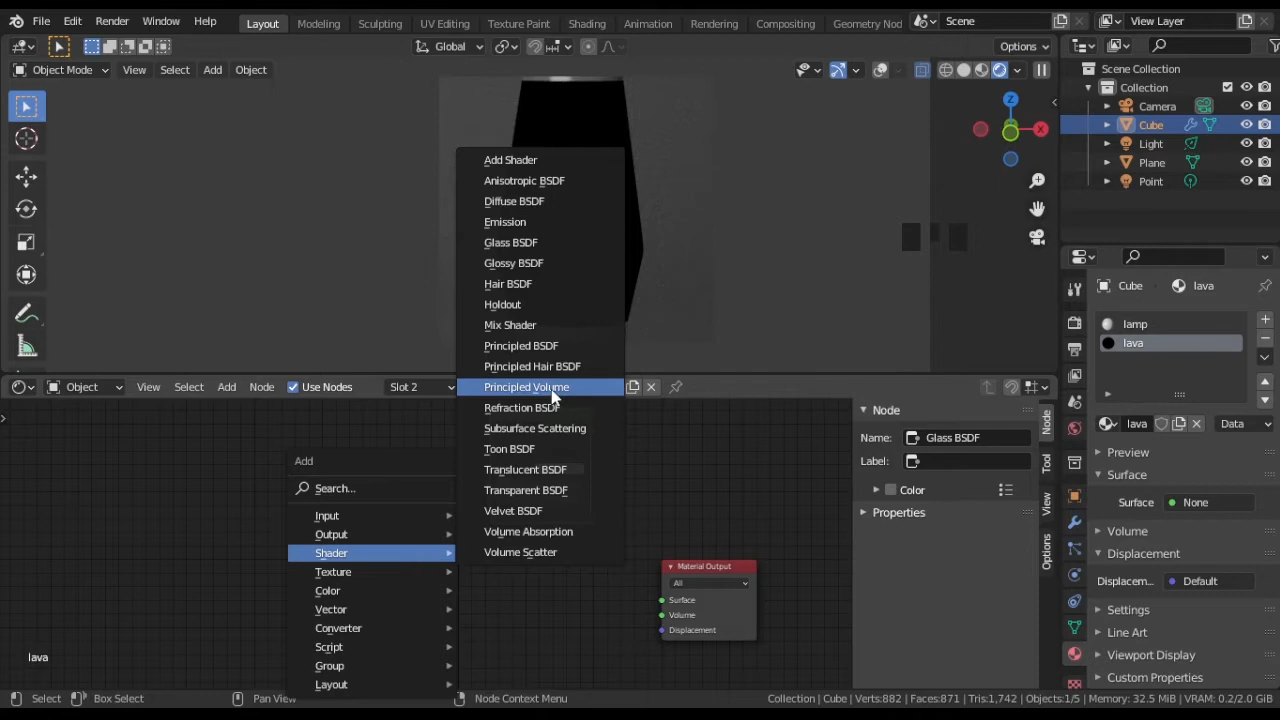 File Edit Render Window Help
Layout Modeling Sculpting UV Editing Texture Paint Shading Animation Rendering Compositing Geometry Nod
Scene View Layer
Global Options
Object Mode View Select Add Object
Scene Collection
Collection
Camera
Cube
Light
Plane
Point
Z
X
Add Shader
Anisotropic BSDF
Diffuse BSDF
Emission
Glass BSDF
Glossy BSDF
Hair BSDF
Holdout
Mix Shader
Principled BSDF
Principled Hair BSDF
Principled Volume
Refraction BSDF
Subsurface Scattering
Toon BSDF
Translucent BSDF
Transparent BSDF
Velvet BSDF
Volume Absorption
Volume Scatter
Cube lava
lamp
lava
lava Data
Preview
Surface
Surface None
Volume
Displacement
Displacem... Default
Settings
Line Art
Viewport Display
Custom Properties
Object View Select Add Node Use Nodes Slot 2
Add
Search...
Input
Output
Shader
Texture
Color
Vector
Converter
Script
Group
Layout
Material Output
All
Surface
Volume
Displacement
Node
Name: Glass BSDF
Label:
Color
Properties
Node
Tool
View
Options
lava
Select Box Select Pan View Node Context Menu Collection | Cube | Verts:882 | Faces:871 | Tris:1,742 | Objects:1/5 | Memory: 32.5 MiB | VRAM: 0.2/2.0 GiB